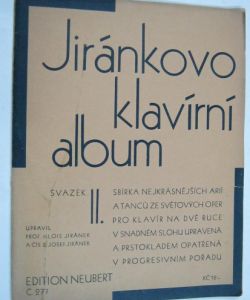 Jiránkovo
klavírní
album
SVAZEK II.
SBÍRKA NEJKRÁSNĚJŠÍCH ARIÍ
A TANCŮ ZE SVĚTOVÝCH OPER
PRO KLAVÍR NA DVĚ RUCE
V SNADNÉM SLOHU UPRAVENÁ
A PRSTOKLADEM OPATŘENÁ
V PROGRESIVNÍM POŘADU
UPRAVIL
PROF. ALOIS JIRÁNEK
A JOSEF JIRÁNEK
EDITION NEUBERT
Č. 277
KČ